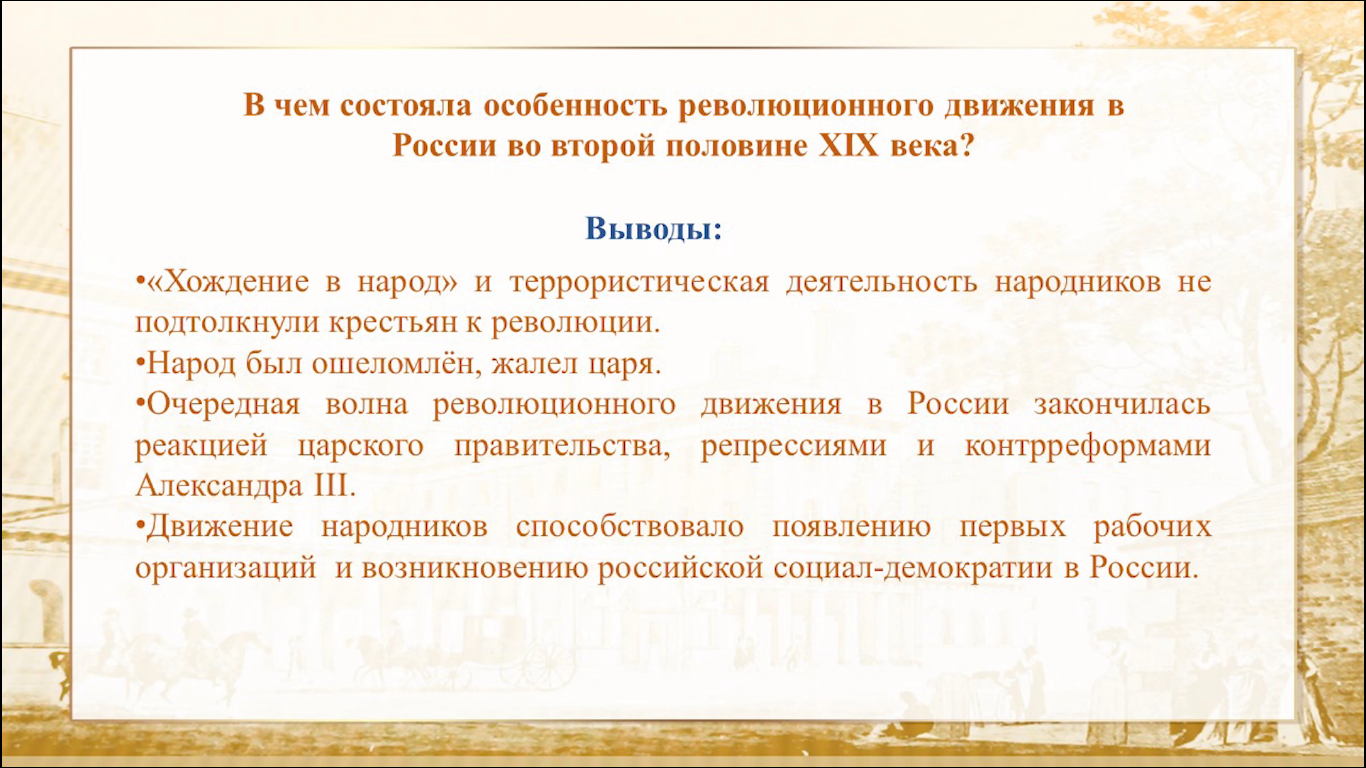 В чем состояла особенность революционного движения в
России во второй половине XIX века?
Выводы:
•«Хождение в народ» и террористическая деятельность народников не
подтолкнули крестьян к революции.
•Народ был ошеломлён, жалел царя.
•Очередная волна революционного движения в России закончилась
реакцией царского правительства, репрессиями и контрреформами
Александра III.
•Движение народников способствовало появлению первых рабочих
организаций и возникновению российской социал-демократии в России.